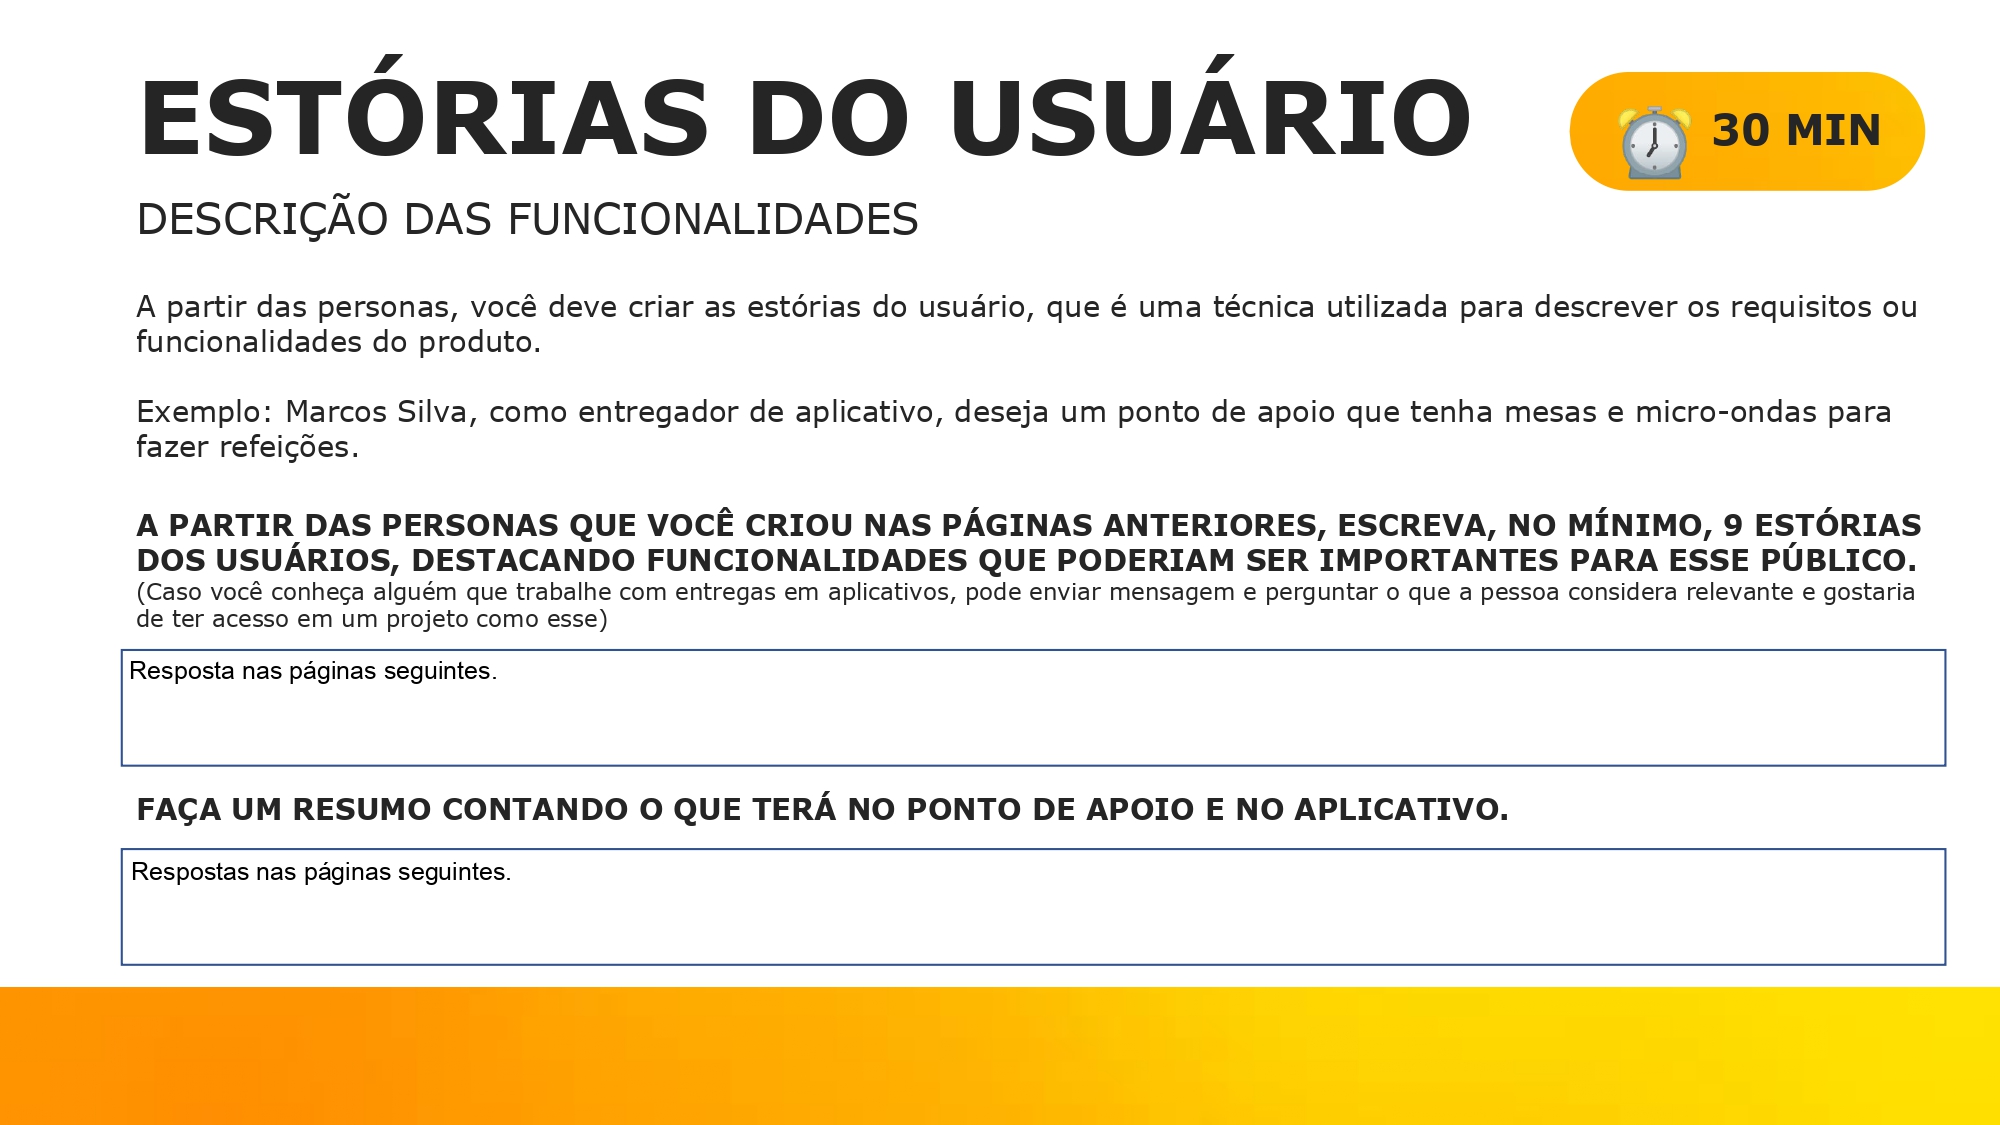 ESTÓRIAS DO USUÁRIO
30 MIN
DESCRIÇÃO DAS FUNCIONALIDADES
A partir das personas, você deve criar as estórias do usuário, que é uma técnica utilizada para descrever os requisitos ou
funcionalidades do produto.
Exemplo: Marcos Silva, como entregador de aplicativo, deseja um ponto de apoio que tenha mesas e micro-ondas para
fazer refeições.
A PARTIR DAS PERSONAS QUE VOCÊ CRIOU NAS PÁGINAS ANTERIORES, ESCREVA, NO MÍNIMO, 9 ESTÓRIAS
DOS USUÁRIOS, DESTACANDO FUNCIONALIDADES QUE PODERIAM SER IMPORTANTES PARA ESSE PÚBLICO.
(Caso você conheça alguém que trabalhe com entregas em aplicativos, pode enviar mensagem e perguntar o que a pessoa considera relevante e gostaria
de ter acesso em um projeto como esse)
Resposta nas páginas seguintes.
FAÇA UM RESUMO CONTANDO O QUE TERÁ NO PONTO DE APOIO E NO APLICATIVO.
Respostas nas páginas seguintes.